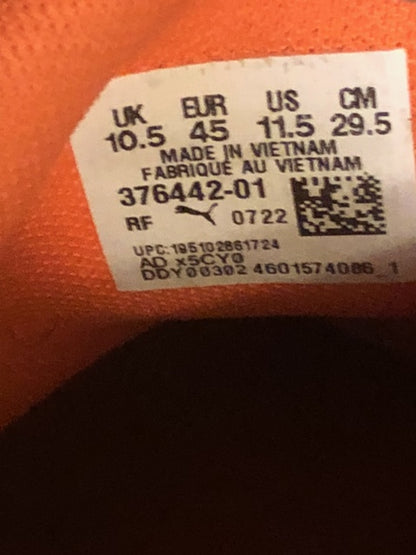 UK EUR US CM
10.5 45 11.5 29.5
MADE IN VIETNAM
FABRIQUÉ AU VIETNAM
376442-01
RF 0722
UPC:195102861724
AD x5CY0
DDY00302 4601574086_1